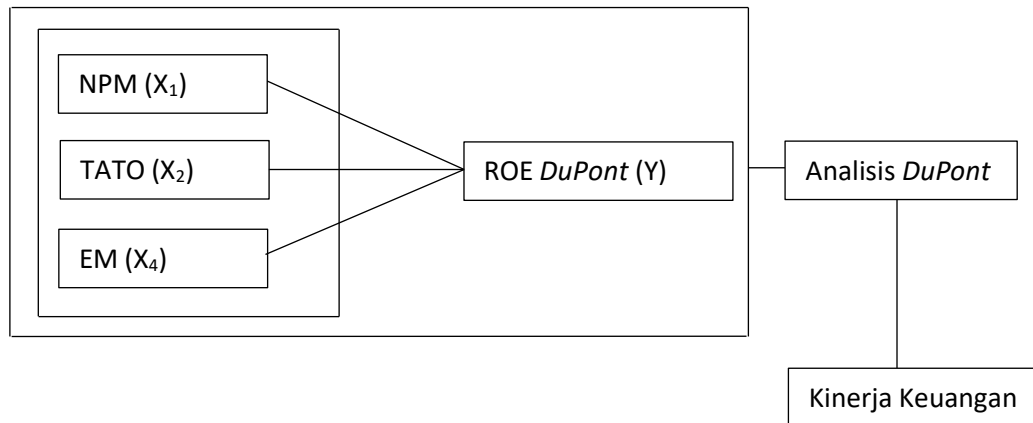 NPM (X₁)
TATO (X₂)
EM (X₄)
ROE DuPont (Y)
Analisis DuPont
Kinerja Keuangan